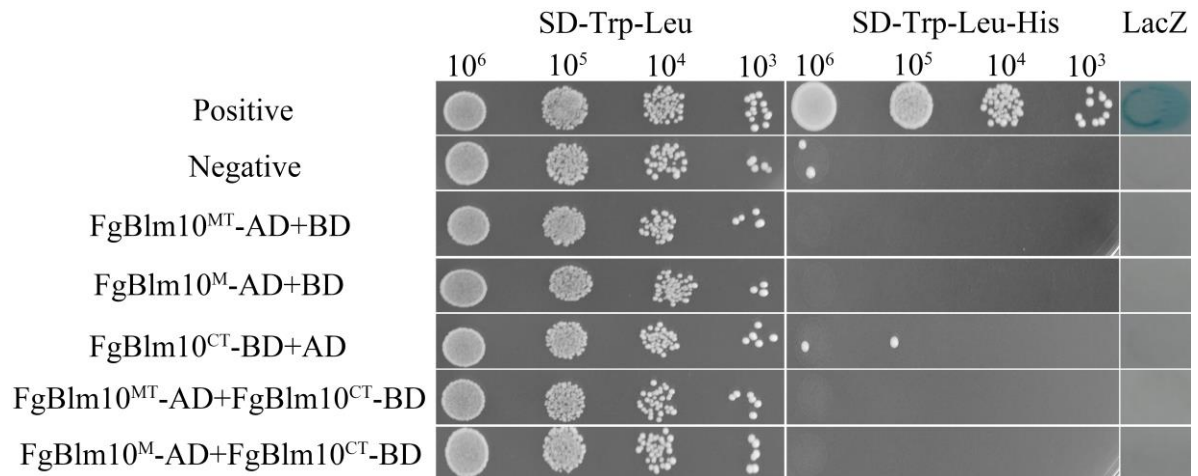 SD-Trp-Leu SD-Trp-Leu-His LacZ
10⁶ 10⁵ 10⁴ 10³ 10⁶ 10⁵ 10⁴ 10³
Positive
Negative
FgBlm10ᴹᵀ-AD+BD
FgBlm10ᴹ-AD+BD
FgBlm10ᶜᵀ-BD+AD
FgBlm10ᴹᵀ-AD+FgBlm10ᶜᵀ-BD
FgBlm10ᴹ-AD+FgBlm10ᶜᵀ-BD